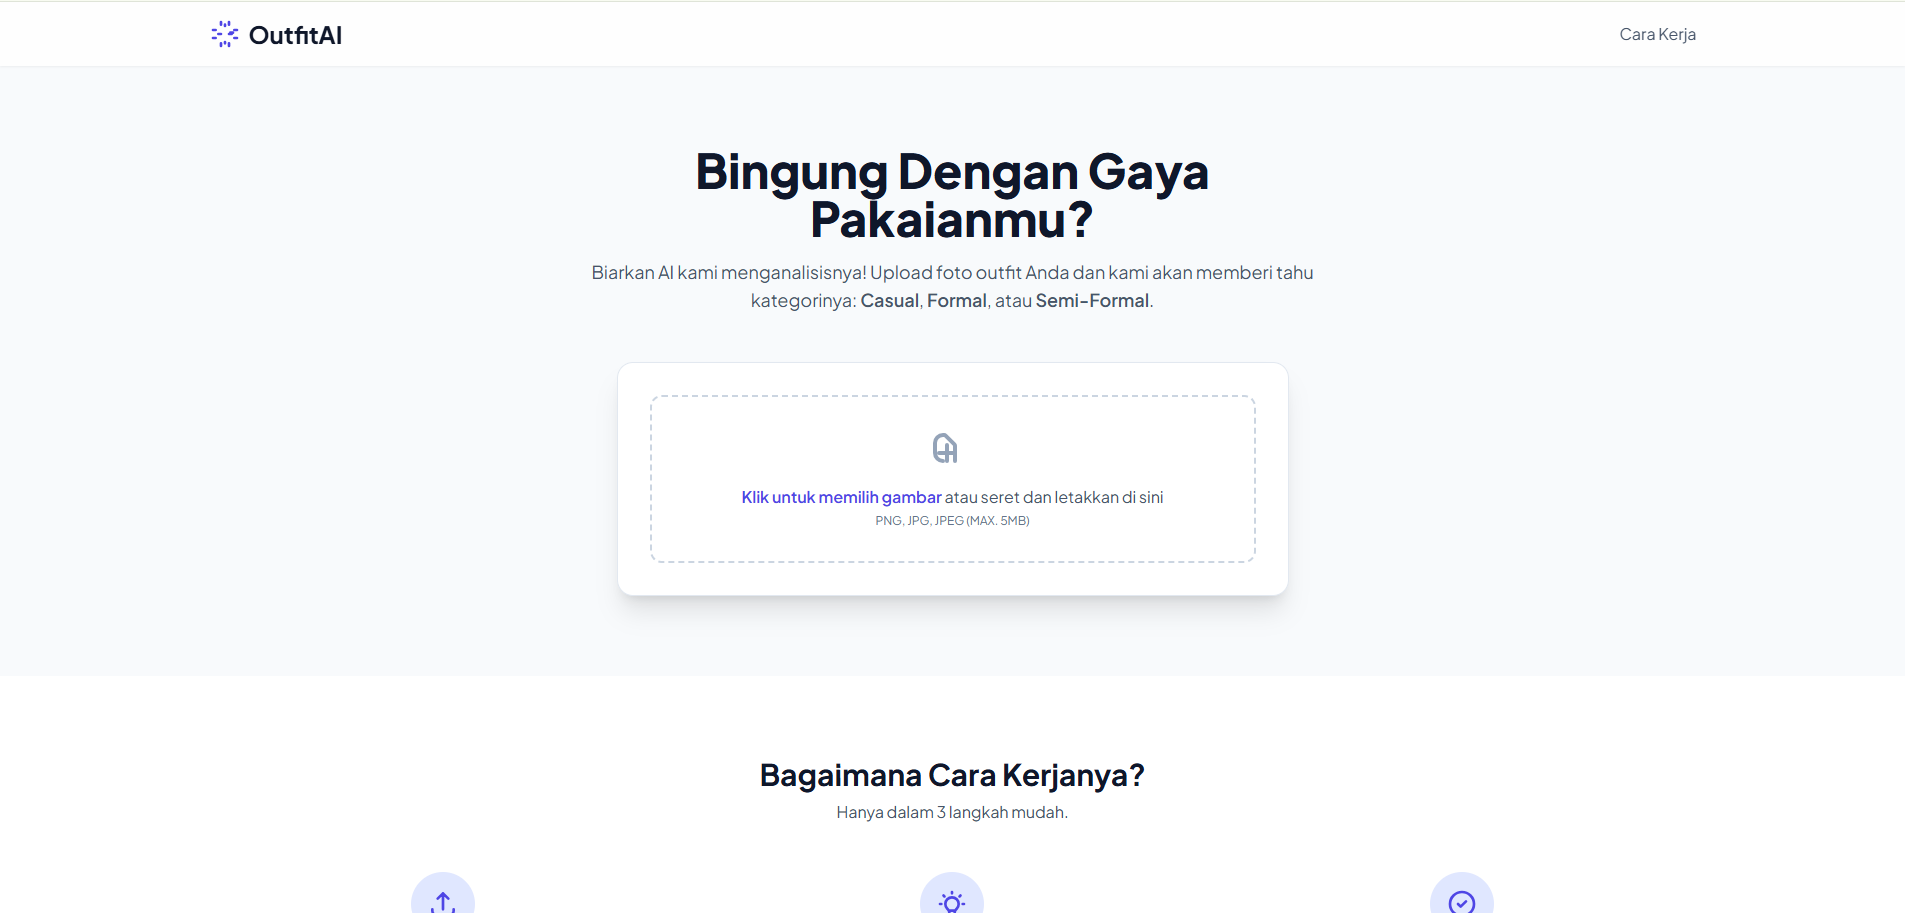 OutfitAI
Cara Kerja
Bingung Dengan Gaya
Pakaianmu?
Biarkan AI kami menganalisisnya! Upload foto outfit Anda dan kami akan memberi tahu
kategorinya: Casual, Formal, atau Semi-Formal.
Klik untuk memilih gambar atau seret dan letakkan di sini
PNG, JPG, JPEG (MAX. 5MB)
Bagaimana Cara Kerjanya?
Hanya dalam 3 langkah mudah.